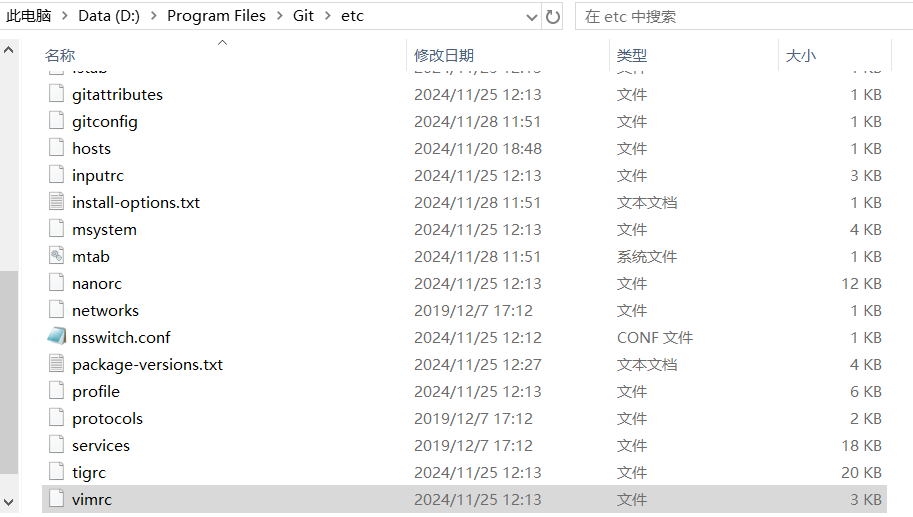 此电脑 > Data (D:) > Program Files > Git > etc 在 etc 中搜索
名称 修改日期 类型 大小
gitattributes 2024/11/25 12:13 文件 1 KB
gitconfig 2024/11/28 11:51 文件 1 KB
hosts 2024/11/20 18:48 文件 1 KB
inputrc 2024/11/25 12:13 文件 3 KB
install-options.txt 2024/11/28 11:51 文本文档 1 KB
msystem 2024/11/25 12:13 文件 4 KB
mtab 2024/11/28 11:51 系统文件 1 KB
nanorc 2024/11/25 12:13 文件 12 KB
networks 2019/12/7 17:12 文件 1 KB
nsswitch.conf 2024/11/25 12:12 CONF 文件 1 KB
package-versions.txt 2024/11/25 12:27 文本文档 4 KB
profile 2024/11/25 12:13 文件 6 KB
protocols 2019/12/7 17:12 文件 2 KB
services 2019/12/7 17:12 文件 18 KB
tigrc 2024/11/25 12:13 文件 20 KB
vimrc 2024/11/25 12:13 文件 3 KB